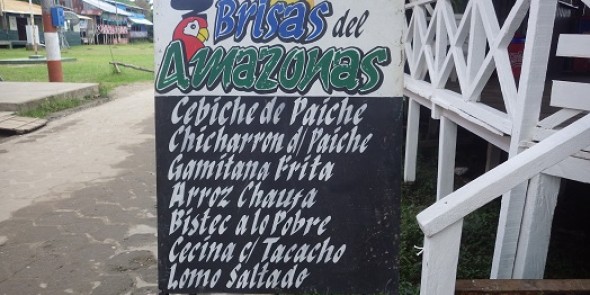 Brisas del
Amazonas
Cebiche de Paiche
Chicharron d/ Paiche
Gamitana Frita
Arroz Chaufa
Bistec a lo Pobre
Cecina c/ Tacacho
Lomo Saltado